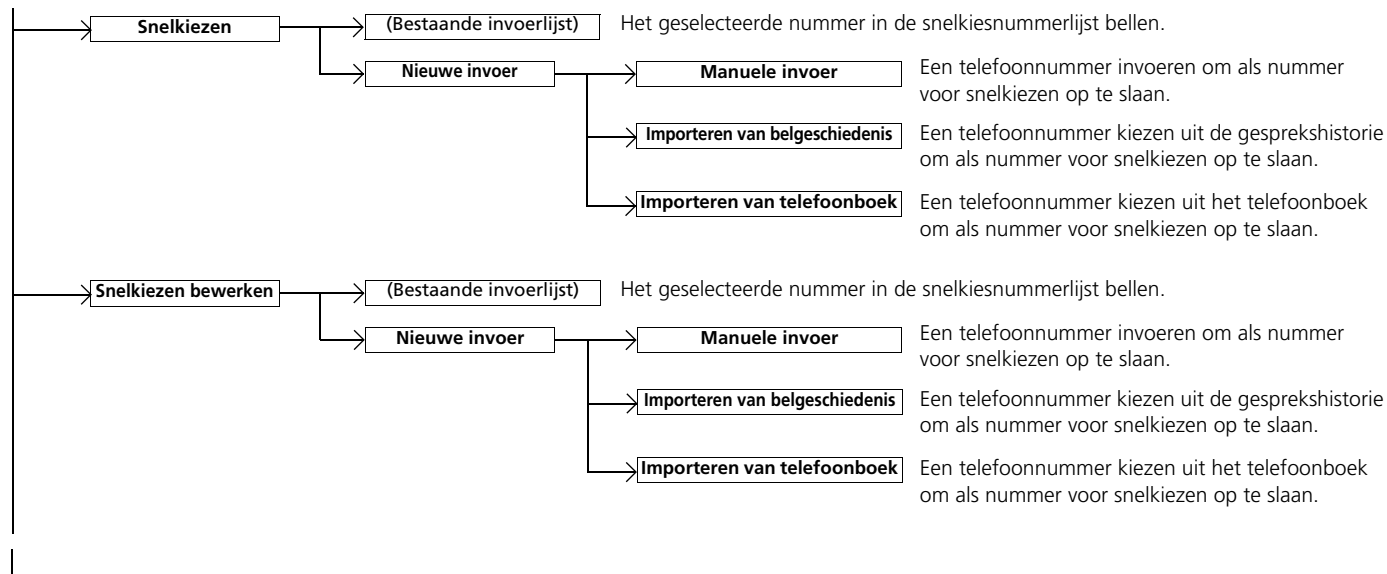 Snelkiezen
(Bestaande invoerlijst)
Het geselecteerde nummer in de snelkiesnummerlijst bellen.
Nieuwe invoer
Manuele invoer
Een telefoonnummer invoeren om als nummer
voor snelkiezen op te slaan.
Importeren van belgeschiedenis
Een telefoonnummer kiezen uit de gesprekshistorie
om als nummer voor snelkiezen op te slaan.
Importeren van telefoonboek
Een telefoonnummer kiezen uit het telefoonboek
om als nummer voor snelkiezen op te slaan.
Snelkiezen bewerken
(Bestaande invoerlijst)
Het geselecteerde nummer in de snelkiesnummerlijst bellen.
Nieuwe invoer
Manuele invoer
Een telefoonnummer invoeren om als nummer
voor snelkiezen op te slaan.
Importeren van belgeschiedenis
Een telefoonnummer kiezen uit de gesprekshistorie
om als nummer voor snelkiezen op te slaan.
Importeren van telefoonboek
Een telefoonnummer kiezen uit het telefoonboek
om als nummer voor snelkiezen op te slaan.